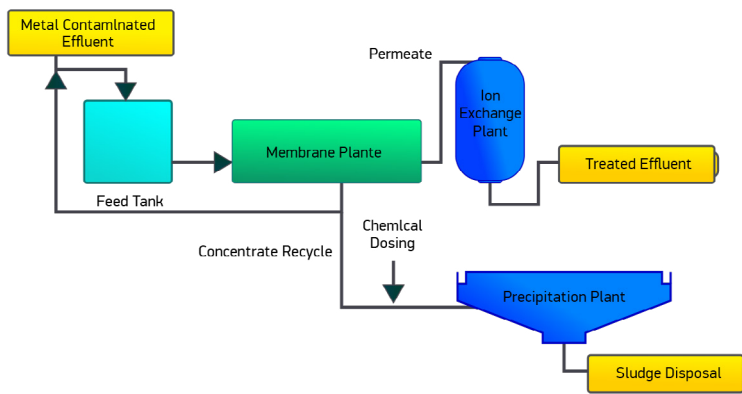 Metal Contamlnated
Effluent
Permeate
Ion
Exchange
Plant
Membrane Plante
Treated Effluent
Feed Tank
Chemlcal
Dosing
Concentrate Recycle
Precipitation Plant
Sludge Disposal